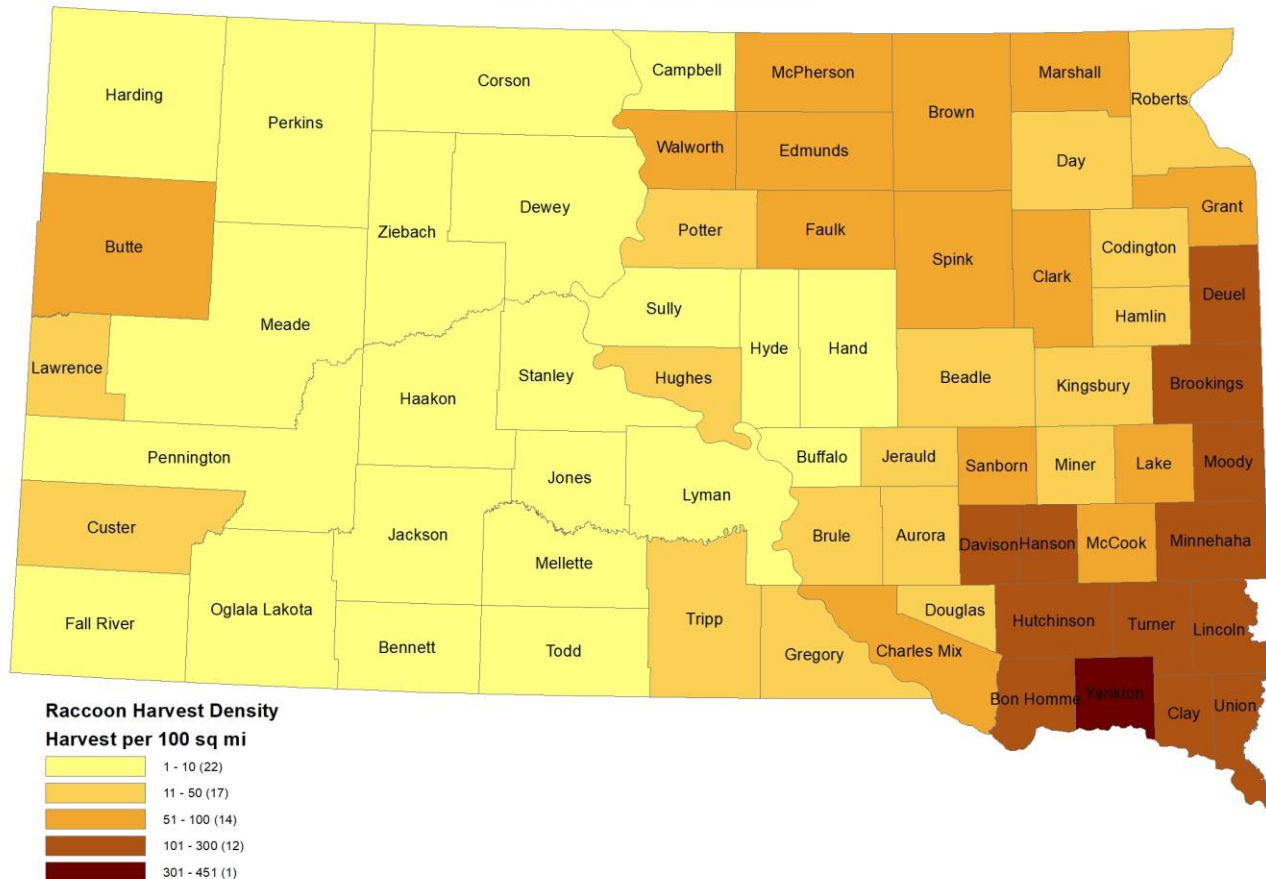 Campbell
McPherson
Marshall
Corson
Roberts
Harding
Perkins
Brown
Walworth
Edmunds
Day
Dewey
Grant
Ziebach
Potter
Faulk
Butte
Codington
Spink
Clark
Deuel
Sully
Meade
Hamlin
Hyde
Hand
Lawrence
Stanley
Hughes
Beadle
Kingsbury
Brookings
Haakon
Pennington
Buffalo
Jerauld
Sanborn
Miner
Lake
Moody
Jones
Lyman
Custer
Jackson
Brule
Aurora
Davison
Hanson
McCook
Minnehaha
Mellette
Oglala Lakota
Douglas
Fall River
Tripp
Hutchinson
Turner
Lincoln
Bennett
Todd
Gregory
Charles Mix
Bon Homme
Yankton
Clay
Union
Raccoon Harvest Density
Harvest per 100 sq mi
1 - 10 (22)
11 - 50 (17)
51 - 100 (14)
101 - 300 (12)
301 - 451 (1)